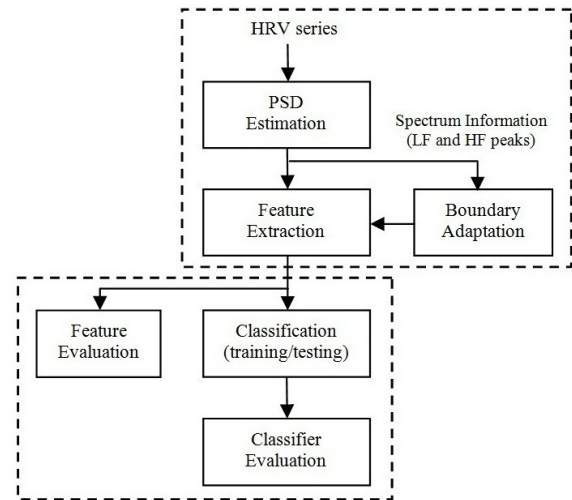 HRV series
PSD
Estimation
Spectrum Information
(LF and HF peaks)
Feature
Extraction
Boundary
Adaptation
Feature
Evaluation
Classification
(training/testing)
Classifier
Evaluation